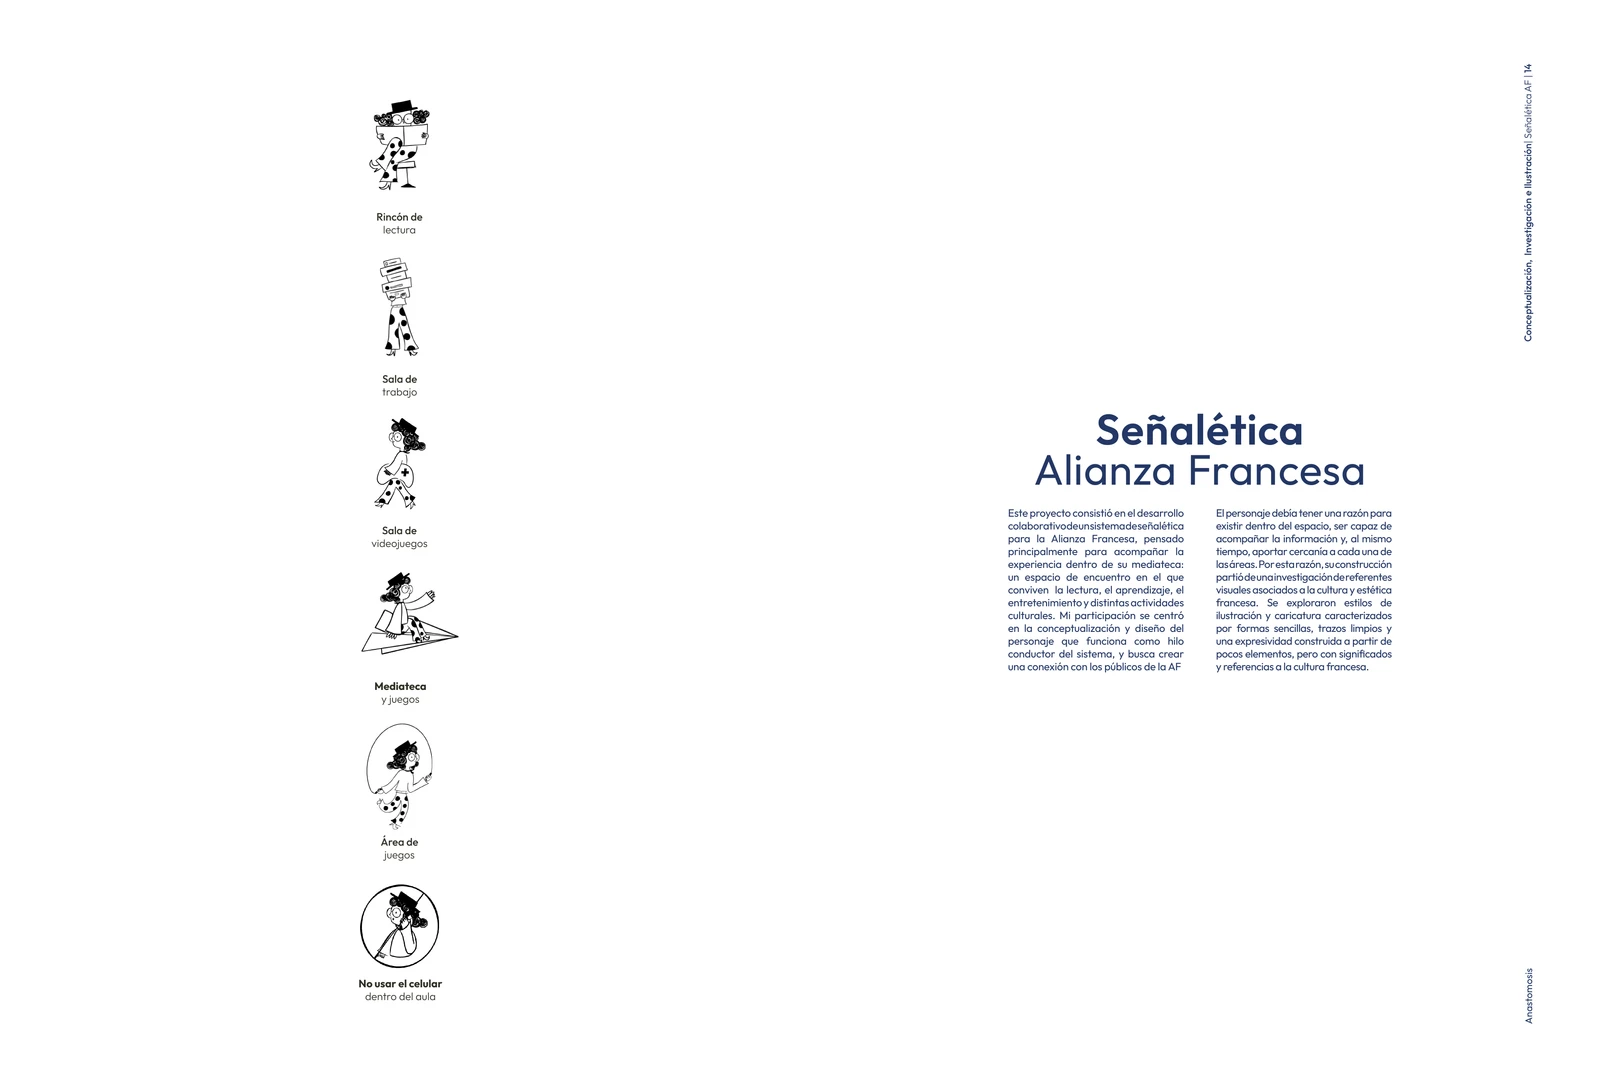 Rincón de
lectura
Sala de
trabajo
Sala de
videojuegos
Mediateca
y juegos
Área de
juegos
No usar el celular
dentro del aula
Señalética
Alianza Francesa
Este proyecto consistió en el desarrollo
colaborativo de un sistema de señalética
para la Alianza Francesa, pensado
principalmente para acompañar la
experiencia dentro de su mediateca:
un espacio de encuentro en el que
conviven la lectura, el aprendizaje, el
entretenimiento y distintas actividades
culturales. Mi participación se centró
en la conceptualización y diseño del
personaje que funciona como hilo
conductor del sistema, y busca crear
una conexión con los públicos de la AF
El personaje debía tener una razón para
existir dentro del espacio, ser capaz de
acompañar la información y, al mismo
tiempo, aportar cercanía a cada una de
las áreas. Por esta razón, su construcción
partió de una investigación de referentes
visuales asociados a la cultura y estética
francesa. Se exploraron estilos de
ilustración y caricatura caracterizados
por formas sencillas, trazos limpios y
una expresividad construida a partir de
pocos elementos, pero con significados
y referencias a la cultura francesa.
Conceptualización, Investigación e Ilustración| Señalética AF | 14
Anastomosis